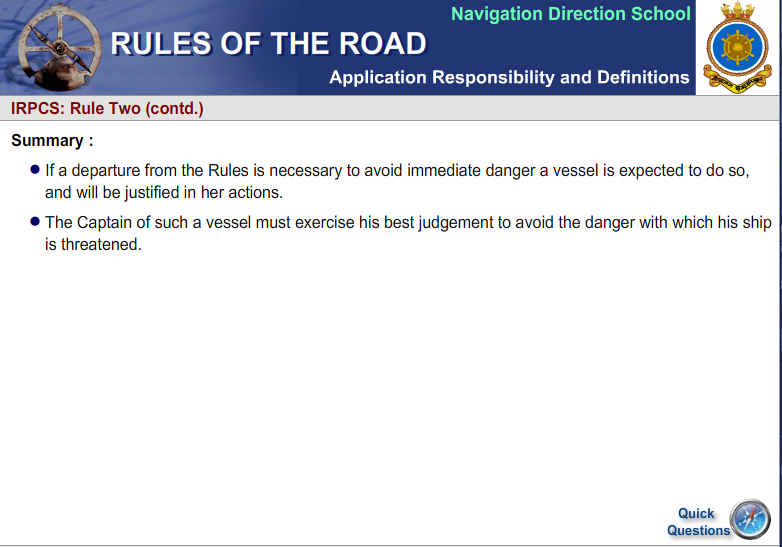 Navigation Direction School
RULES OF THE ROAD
Application Responsibility and Definitions
IRPCS: Rule Two (contd.)
Summary :
If a departure from the Rules is necessary to avoid immediate danger a vessel is expected to do so,
and will be justified in her actions.
The Captain of such a vessel must exercise his best judgement to avoid the danger with which his ship
is threatened.
Quick
Questions